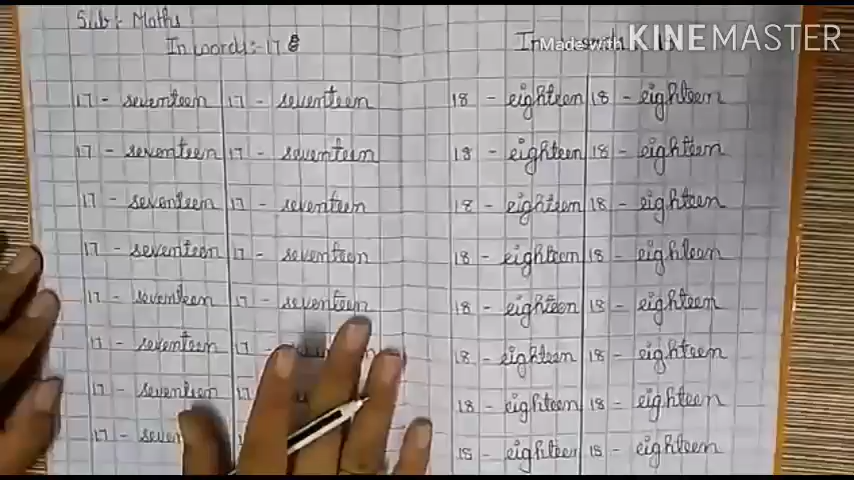 Sub:- Maths
In words:- 17
17 - seventeen 17 - seventeen
17 - seventeen 17 - seventeen
17 - seventeen 17 - seventeen
17 - seventeen 17 - seventeen
17 - seventeen 17 - seventeen
17 - seventeen 17
17 - seventeen 17
17 - seven
Made with KINEMASTER
18 - eighteen 18 - eighteen
18 - eighteen 18 - eighteen
18 - eighteen 18 - eighteen
18 - eighteen 18 - eighteen
18 - eighteen 18 - eighteen
18 - eighteen 18 - eighteen
18 - eighteen 18 - eighteen
18 - eighteen 18 - eighteen